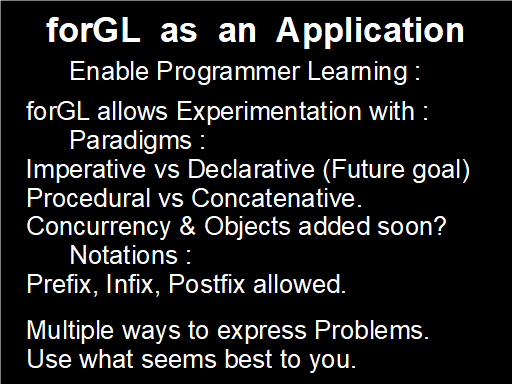 forGL as an Application
Enable Programmer Learning :
forGL allows Experimentation with :
Paradigms :
Imperative vs Declarative (Future goal)
Procedural vs Concatenative.
Concurrency & Objects added soon?
Notations :
Prefix, Infix, Postfix allowed.
Multiple ways to express Problems.
Use what seems best to you.